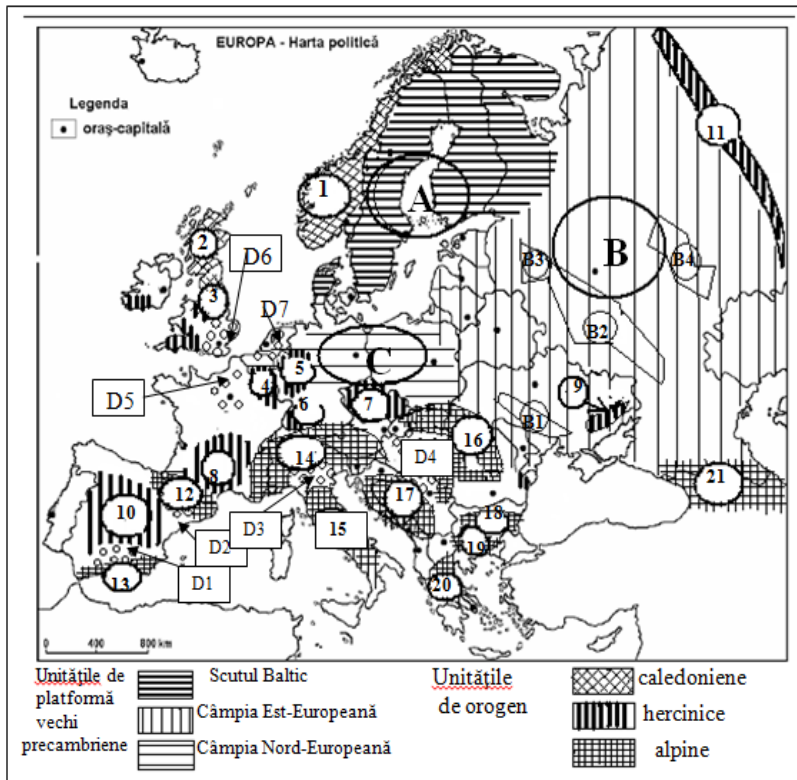 EUROPA - Harta politică
Legenda
oraş-capitală
11
1
A
2
D6
B
B3
B4
3
D7
B2
C
5
4
D5
6
7
9
B1
16
14
D4
21
8
12
17
10
18
D2
D3
15
19
D1
13
20
0 400 800 km
Unităţile de platformă vechi precambriene
Scutul Baltic
Câmpia Est-Europeană
Câmpia Nord-Europeană
Unităţile de orogen
caledoniene
hercinice
alpine